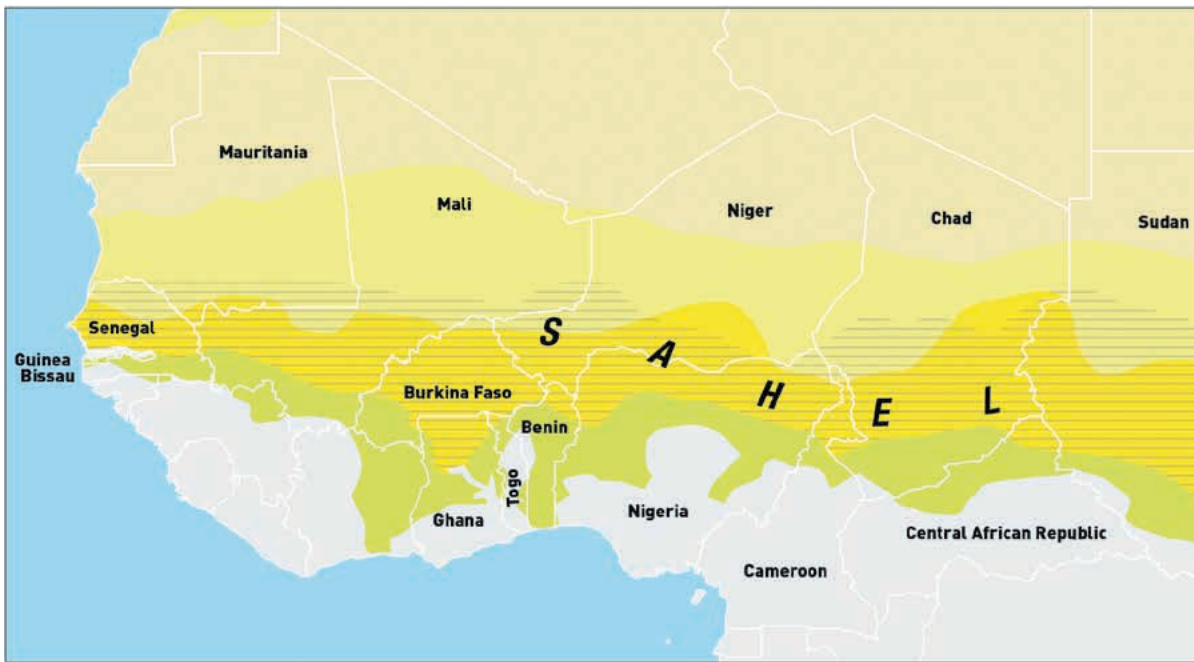 Mauritania
Mali
Niger
Chad
Sudan
Senegal
Guinea
Bissau
S A H E L
Burkina Faso
Benin
Togo
Ghana
Nigeria
Central African Republic
Cameroon